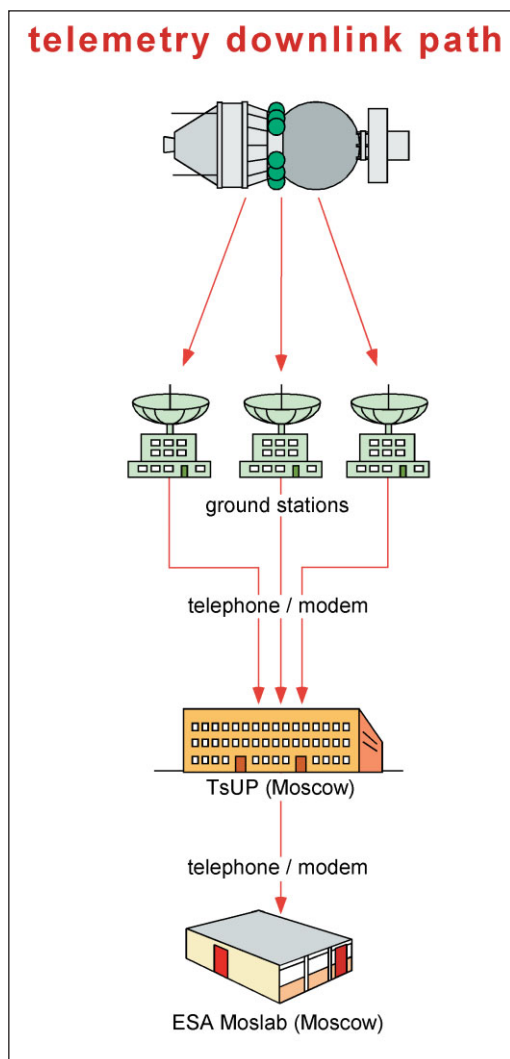 telemetry downlink path
ground stations
telephone / modem
TsUP (Moscow)
telephone / modem
ESA Moslab (Moscow)